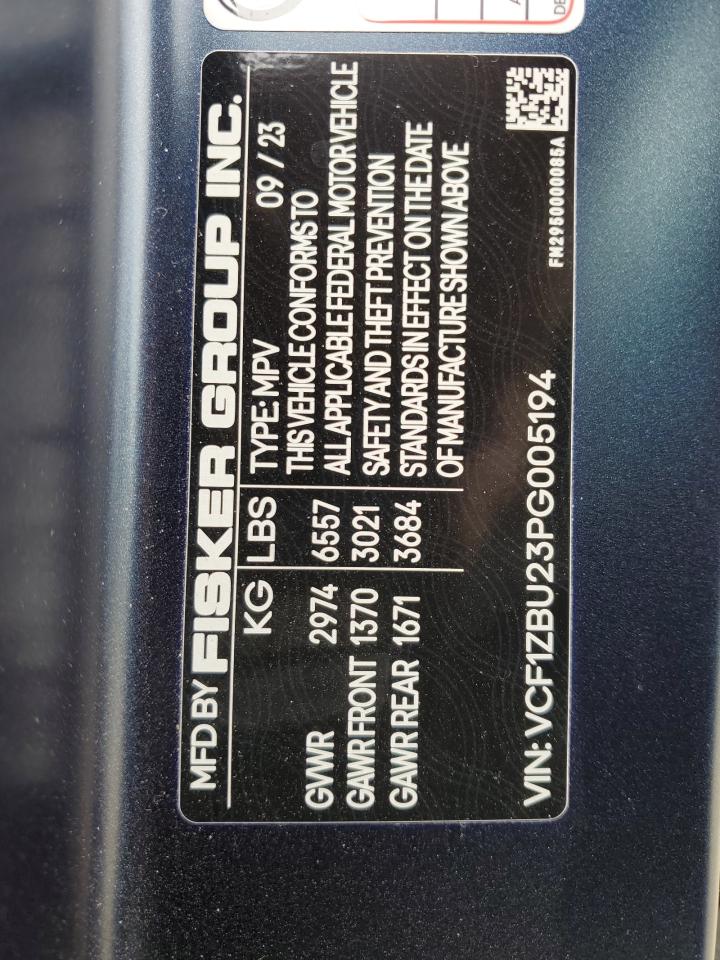 MFD BY FISKER GROUP INC.
KG LBS TYPE: MPV 09 / 23
THIS VEHICLE CONFORMS TO
GVWR 2974 6557 ALL APPLICABLE FEDERAL MOTOR VEHICLE
GAWR FRONT 1370 3021 SAFETY AND THEFT PREVENTION
GAWR REAR 1671 3684 STANDARDS IN EFFECT ON THE DATE
OF MANUFACTURE SHOWN ABOVE
VIN: VCF1ZBU23PG005194
FM2950000085A